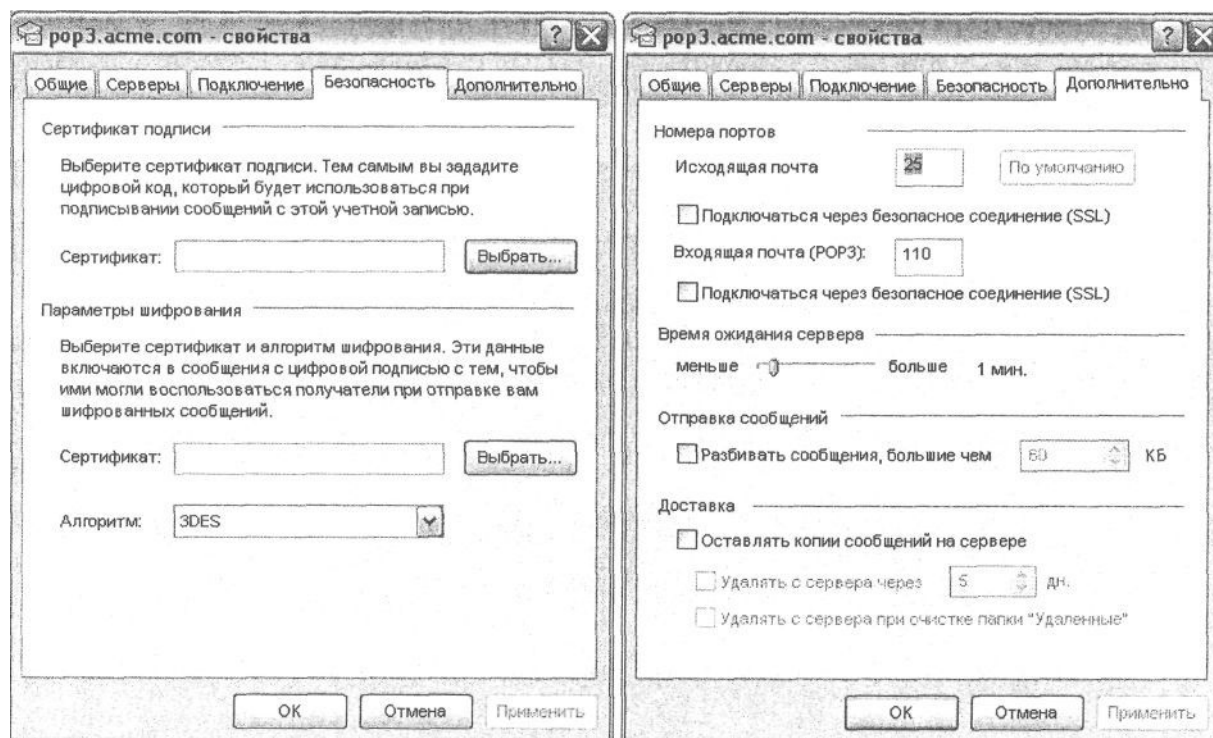 pop3.acme.com - свойства
Общие Серверы Подключение Безопасность Дополнительно
Сертификат подписи
Выберите сертификат подписи. Тем самым вы зададите
цифровой код, который будет использоваться при
подписывании сообщений с этой учетной записью.
Сертификат: Выбрать...
Параметры шифрования
Выберите сертификат и алгоритм шифрования. Эти данные
включаются в сообщения с цифровой подписью с тем, чтобы
ими могли воспользоваться получатели при отправке вам
шифрованных сообщений.
Сертификат: Выбрать...
Алгоритм: 3DES
ОК Отмена Применить
pop3.acme.com - свойства
Общие Серверы Подключение Безопасность Дополнительно
Номера портов
Исходящая почта 25 По умолчанию
Подключаться через безопасное соединение (SSL)
Входящая почта (POP3): 110
Подключаться через безопасное соединение (SSL)
Время ожидания сервера
меньше больше 1 мин.
Отправка сообщений
Разбивать сообщения, большие чем 60 КБ
Доставка
Оставлять копии сообщений на сервере
Удалять с сервера через 5 дн.
Удалять с сервера при очистке папки "Удаленные"
ОК Отмена Применить